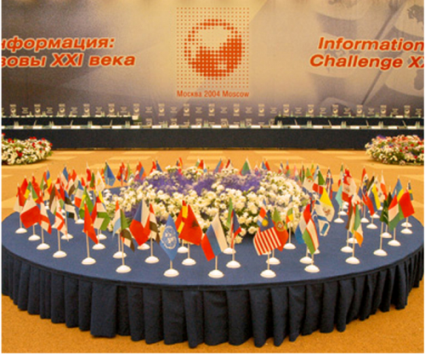 нформация:
зовы XXI века
Information
Challenge X
Москва 2004 Moscow